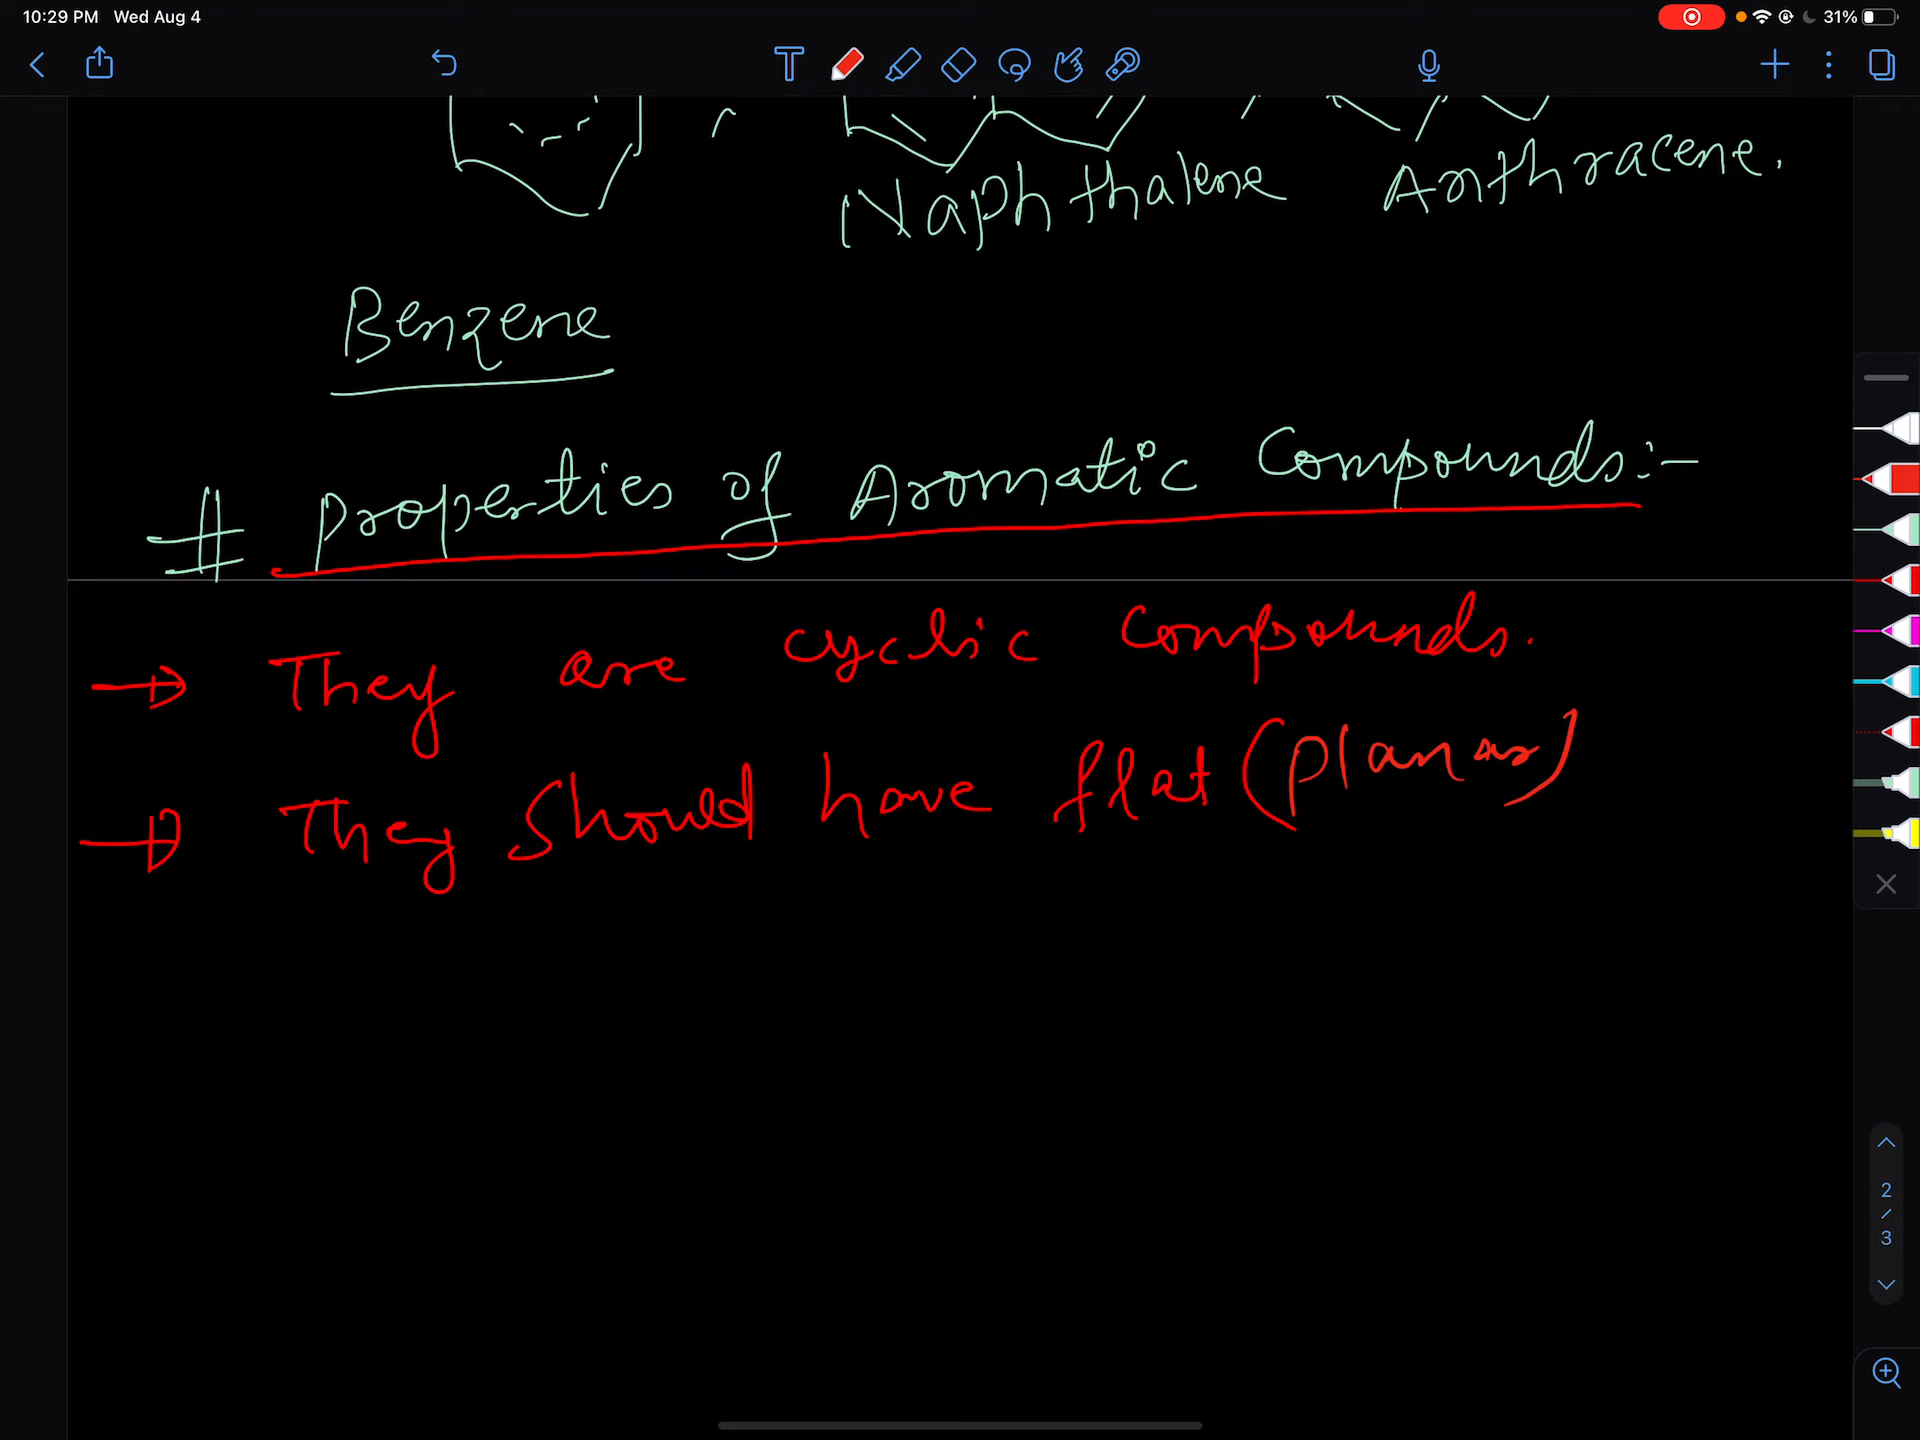 10:29 PM Wed Aug 4
31%
Naphthalene Anthracene.
Benzene
# Properties of Aromatic Compounds:-
→ They are cyclic compounds.
→ They should have flat (planar)
2
/
3